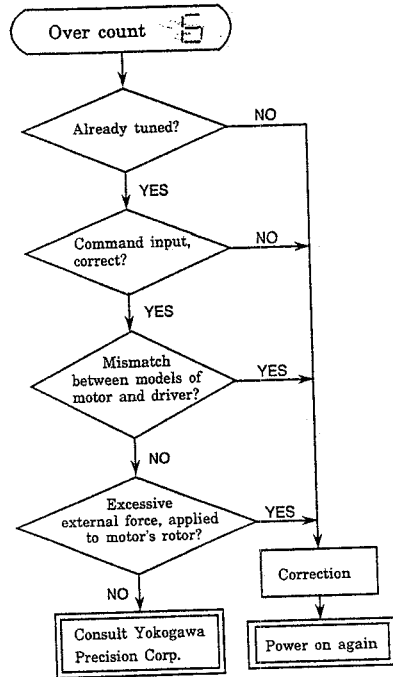 Over count 6
Already tuned?
NO
YES
Command input,
correct?
NO
YES
Mismatch
between models of
motor and driver?
YES
NO
Excessive
external force, applied
to motor's rotor?
YES
NO
Correction
Consult Yokogawa
Precision Corp.
Power on again